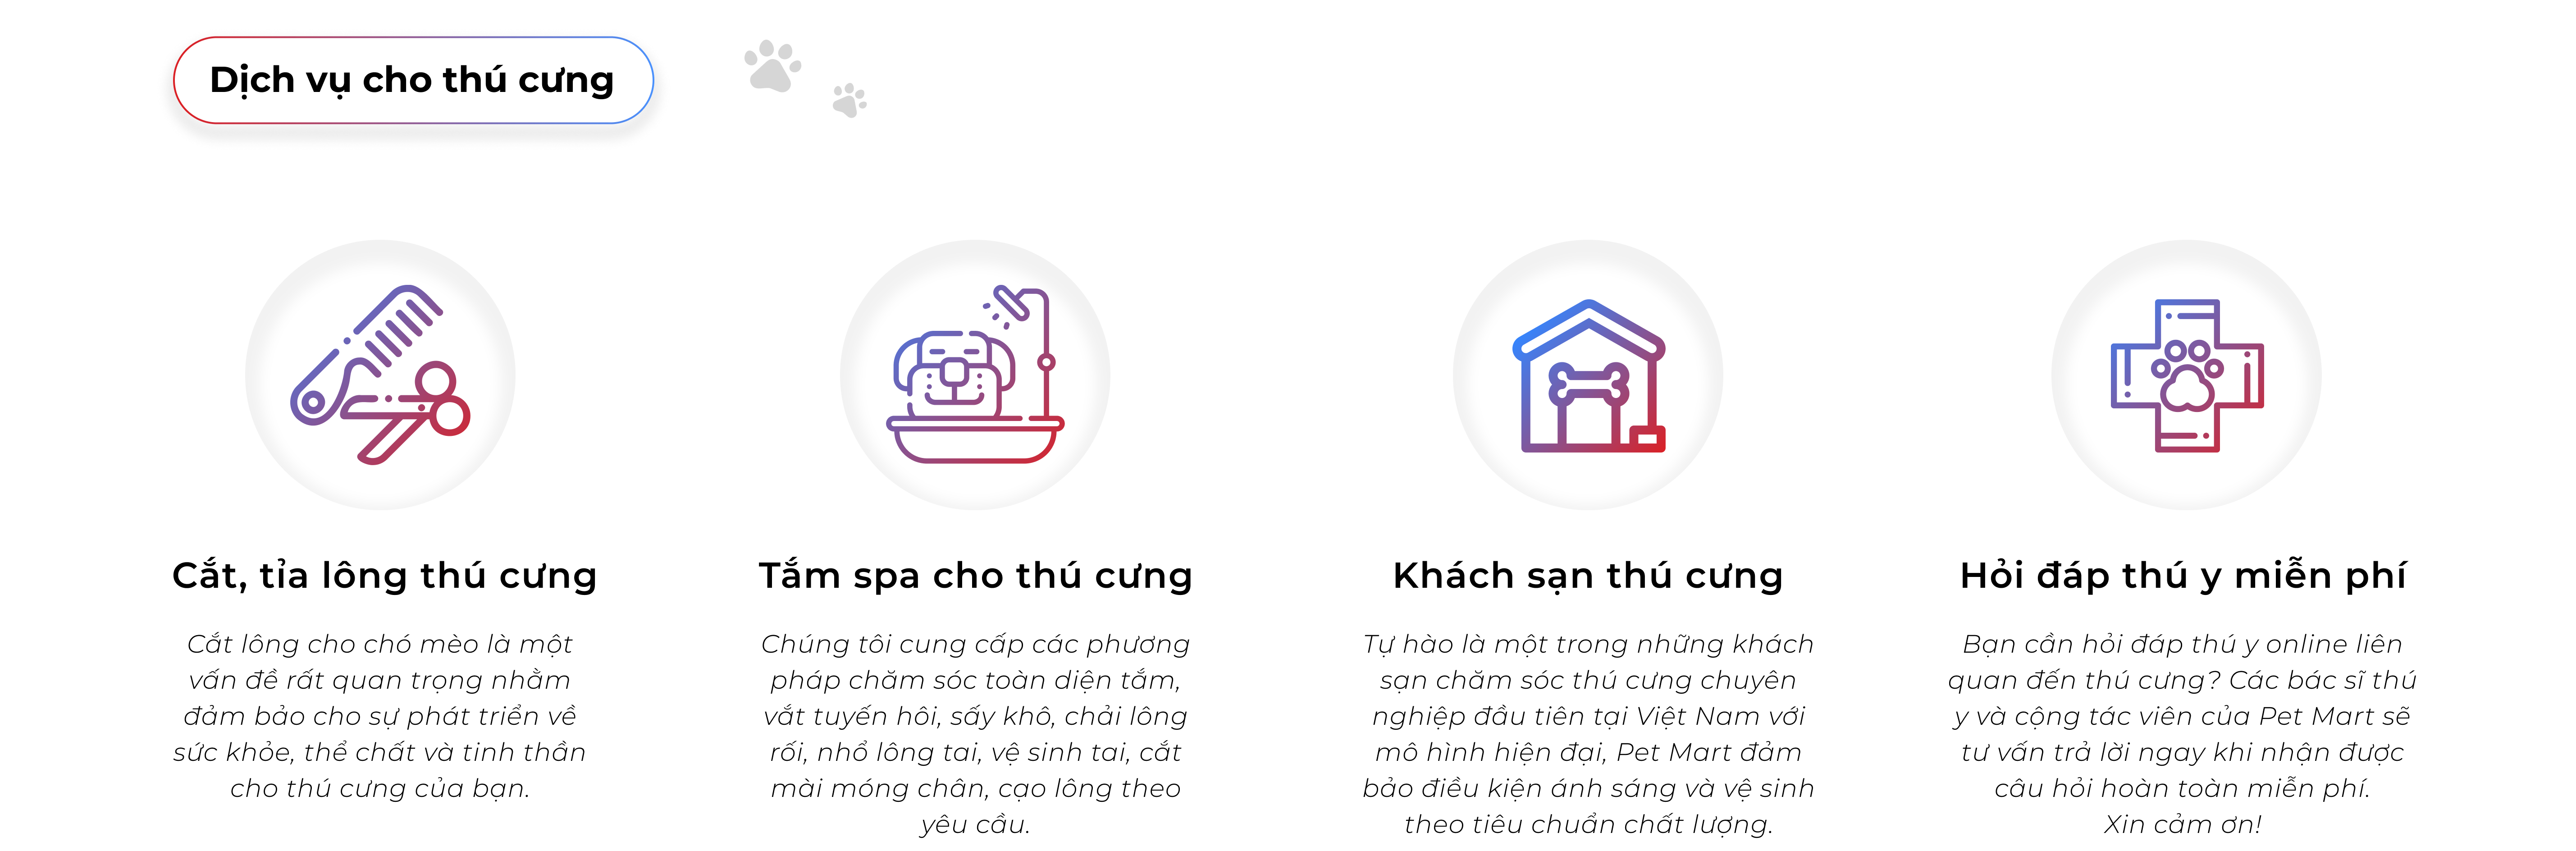 Dịch vụ cho thú cưng
Cắt, tỉa lông thú cưng
Cắt lông cho chó mèo là một
vấn đề rất quan trọng nhằm
đảm bảo cho sự phát triển về
sức khỏe, thể chất và tinh thần
cho thú cưng của bạn.
Tắm spa cho thú cưng
Chúng tôi cung cấp các phương
pháp chăm sóc toàn diện tắm,
vắt tuyến hôi, sấy khô, chải lông
rối, nhổ lông tai, vệ sinh tai, cắt
mài móng chân, cạo lông theo
yêu cầu.
Khách sạn thú cưng
Tự hào là một trong những khách
sạn chăm sóc thú cưng chuyên
nghiệp đầu tiên tại Việt Nam với
mô hình hiện đại, Pet Mart đảm
bảo điều kiện ánh sáng và vệ sinh
theo tiêu chuẩn chất lượng.
Hỏi đáp thú y miễn phí
Bạn cần hỏi đáp thú y online liên
quan đến thú cưng? Các bác sĩ thú
y và cộng tác viên của Pet Mart sẽ
tư vấn trả lời ngay khi nhận được
câu hỏi hoàn toàn miễn phí.
Xin cảm ơn!